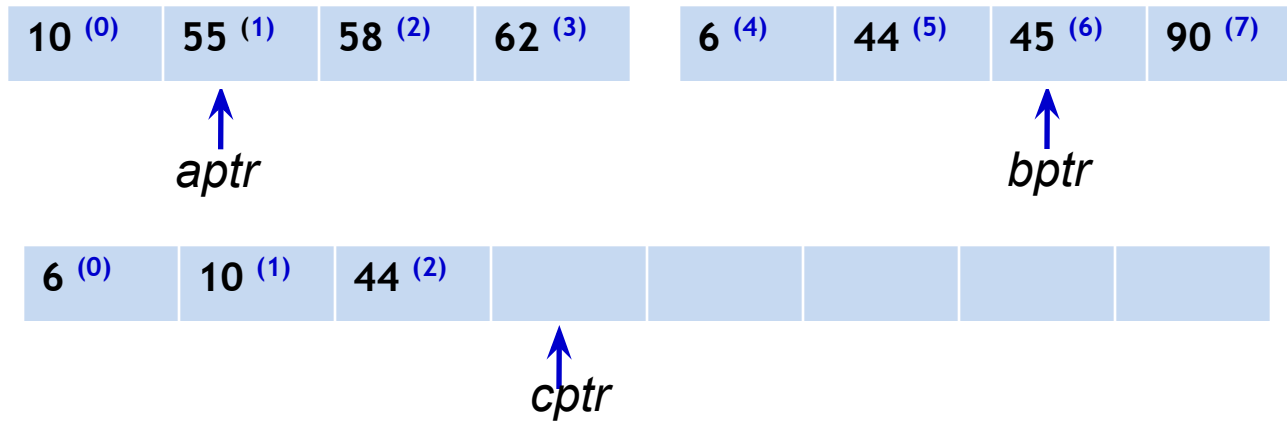 10 (0) 55 (1) 58 (2) 62 (3) 6 (4) 44 (5) 45 (6) 90 (7)
aptr bptr
6 (0) 10 (1) 44 (2)
cptr